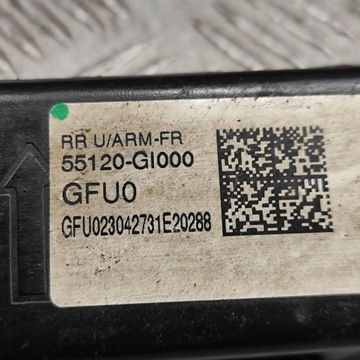 RR U/ARM-FR
55120-GI000
GFU0
GFU023042731E20288